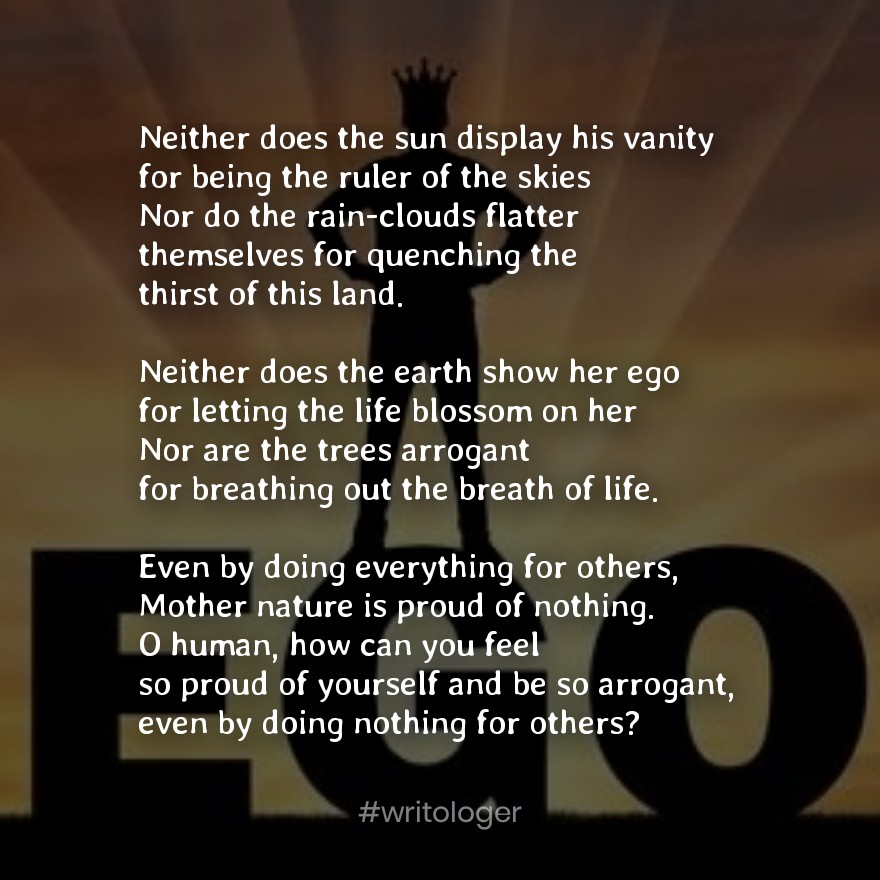 Neither does the sun display his vanity
for being the ruler of the skies
Nor do the rain-clouds flatter
themselves for quenching the
thirst of this land.
Neither does the earth show her ego
for letting the life blossom on her
Nor are the trees arrogant
for breathing out the breath of life.
Even by doing everything for others,
Mother nature is proud of nothing.
O human, how can you feel
so proud of yourself and be so arrogant,
even by doing nothing for others?
EGO
#writologer